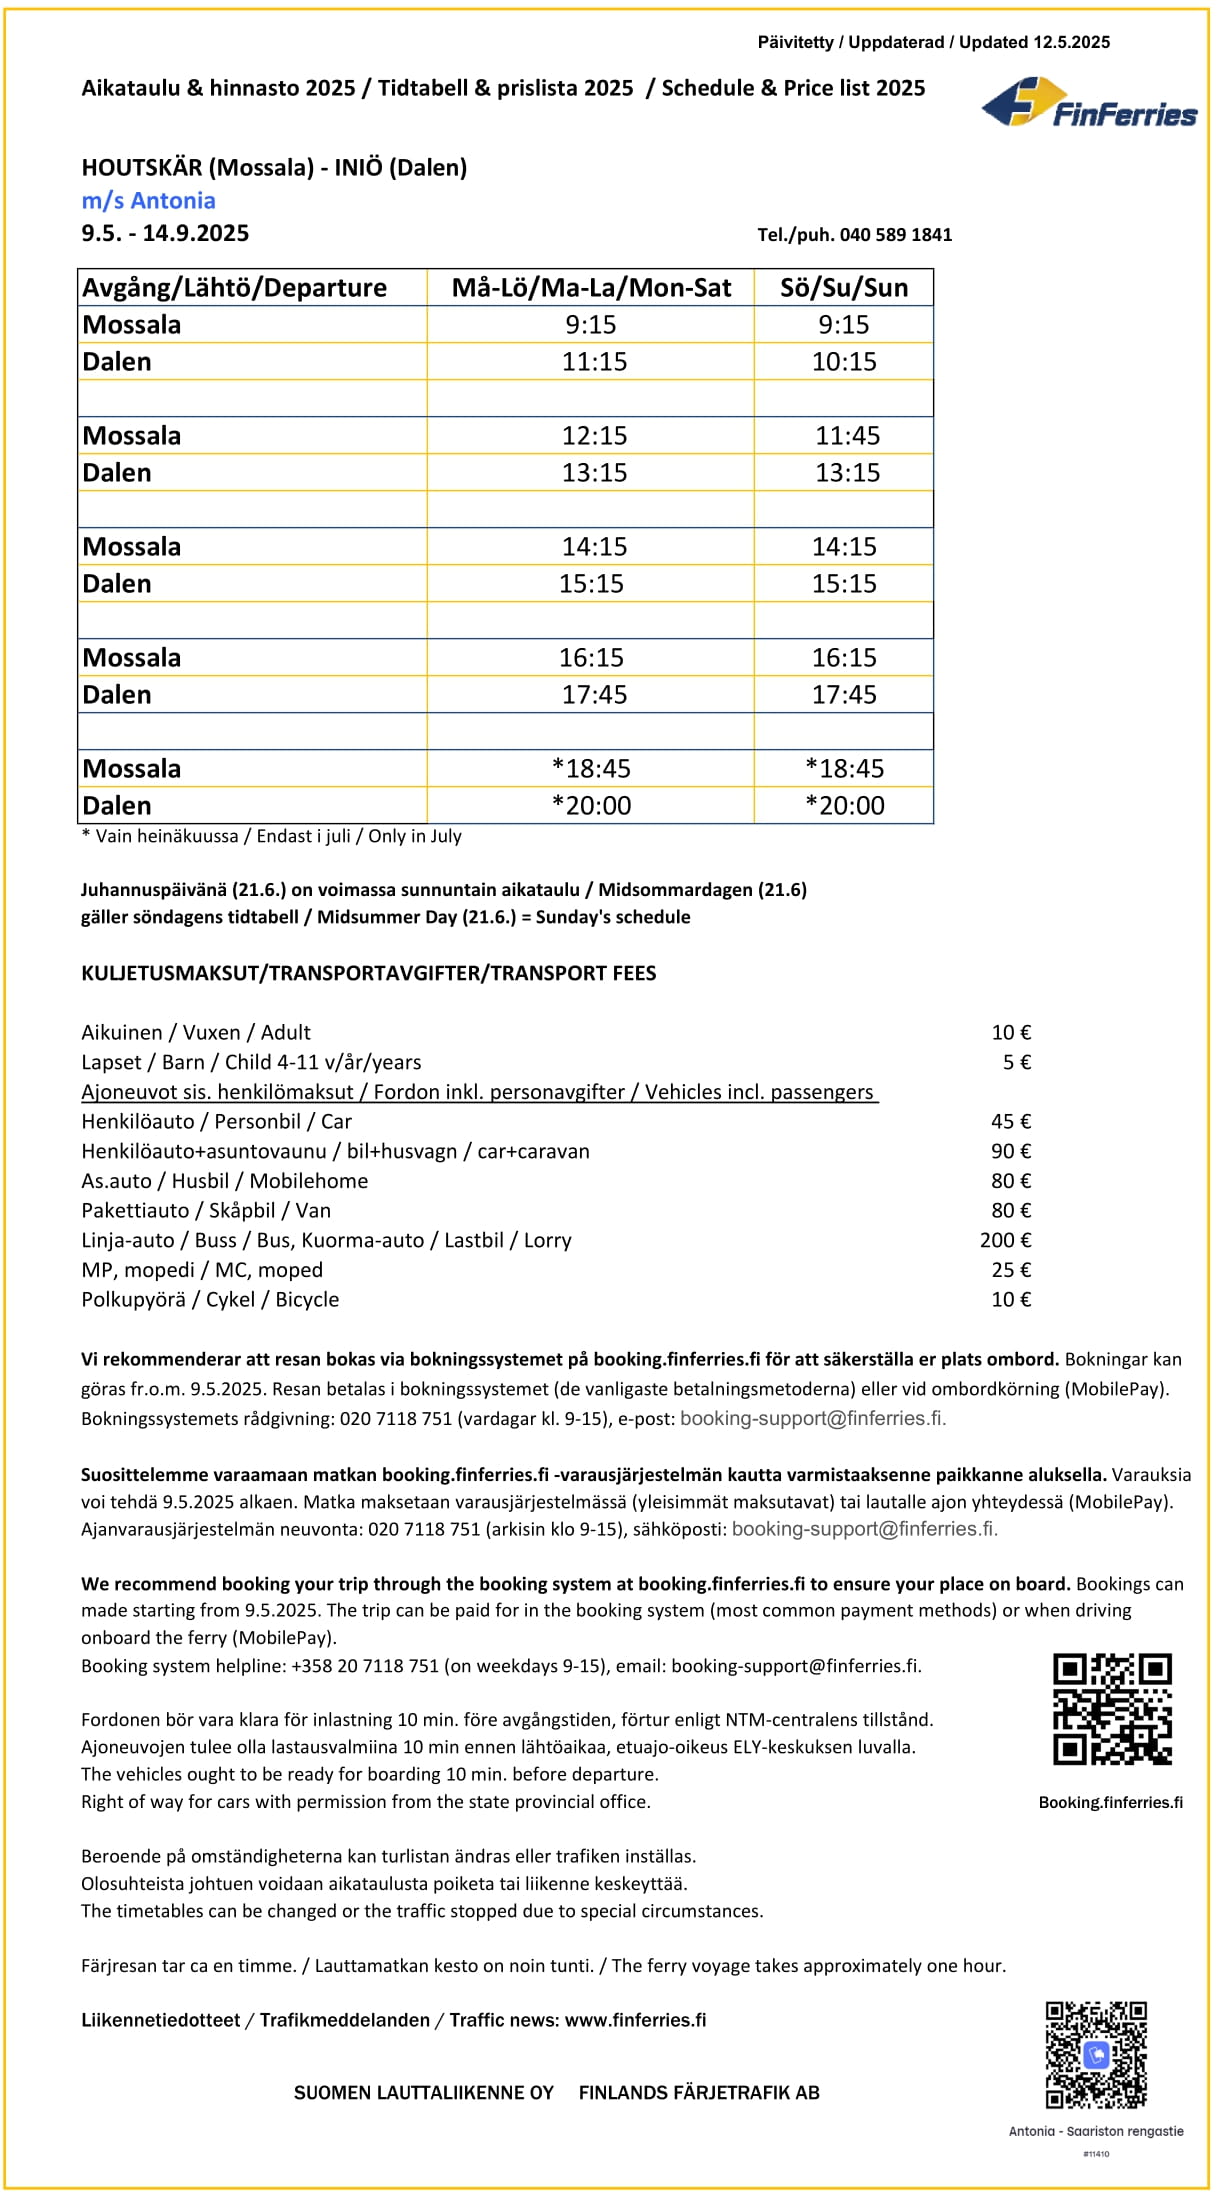 Päivitetty / Uppdaterad / Updated 12.5.2025
Aikataulu & hinnasto 2025 / Tidtabell & prislista 2025 / Schedule & Price list 2025
FinFerries
HOUTSKÄR (Mossala) - INIÖ (Dalen)
m/s Antonia
9.5. - 14.9.2025 Tel./puh. 040 589 1841
Avgång/Lähtö/Departure Må-Lö/Ma-La/Mon-Sat Sö/Su/Sun
Mossala 9:15 9:15
Dalen 11:15 10:15
Mossala 12:15 11:45
Dalen 13:15 13:15
Mossala 14:15 14:15
Dalen 15:15 15:15
Mossala 16:15 16:15
Dalen 17:45 17:45
Mossala *18:45 *18:45
Dalen *20:00 *20:00
* Vain heinäkuussa / Endast i juli / Only in July
Juhannuspäivänä (21.6.) on voimassa sunnuntain aikataulu / Midsommardagen (21.6)
gäller söndagens tidtabell / Midsummer Day (21.6.) = Sunday's schedule
KULJETUSMAKSUT/TRANSPORTAVGIFTER/TRANSPORT FEES
Aikuinen / Vuxen / Adult 10 €
Lapset / Barn / Child 4-11 v/år/years 5 €
Ajoneuvot sis. henkilömaksut / Fordon inkl. personavgifter / Vehicles incl. passengers
Henkilöauto / Personbil / Car 45 €
Henkilöauto+asuntovaunu / bil+husvagn / car+caravan 90 €
As.auto / Husbil / Mobilehome 80 €
Pakettiauto / Skåpbil / Van 80 €
Linja-auto / Buss / Bus, Kuorma-auto / Lastbil / Lorry 200 €
MP, mopedi / MC, moped 25 €
Polkupyörä / Cykel / Bicycle 10 €
Vi rekommenderar att resan bokas via bokningssystemet på booking.finferries.fi för att säkerställa er plats ombord. Bokningar kan
göras fr.o.m. 9.5.2025. Resan betalas i bokningssystemet (de vanligaste betalningsmetoderna) eller vid ombordkörning (MobilePay).
Bokningssystemets rådgivning: 020 7118 751 (vardagar kl. 9-15), e-post: booking-support@finferries.fi.
Suosittelemme varaamaan matkan booking.finferries.fi -varausjärjestelmän kautta varmistaaksenne paikkanne aluksella. Varauksia
voi tehdä 9.5.2025 alkaen. Matka maksetaan varausjärjestelmässä (yleisimmät maksutavat) tai lautalle ajon yhteydessä (MobilePay).
Ajanvarausjärjestelmän neuvonta: 020 7118 751 (arkisin klo 9-15), sähköposti: booking-support@finferries.fi.
We recommend booking your trip through the booking system at booking.finferries.fi to ensure your place on board. Bookings can
made starting from 9.5.2025. The trip can be paid for in the booking system (most common payment methods) or when driving
onboard the ferry (MobilePay).
Booking system helpline: +358 20 7118 751 (on weekdays 9-15), email: booking-support@finferries.fi.
Fordonen bör vara klara för inlastning 10 min. före avgångstiden, förtur enligt NTM-centralens tillstånd.
Ajoneuvojen tulee olla lastausvalmiina 10 min ennen lähtöaikaa, etuajo-oikeus ELY-keskuksen luvalla.
The vehicles ought to be ready for boarding 10 min. before departure.
Right of way for cars with permission from the state provincial office.
Booking.finferries.fi
Beroende på omständigheterna kan turlistan ändras eller trafiken inställas.
Olosuhteista johtuen voidaan aikataulusta poiketa tai liikenne keskeyttää.
The timetables can be changed or the traffic stopped due to special circumstances.
Färjresan tar ca en timme. / Lauttamatkan kesto on noin tunti. / The ferry voyage takes approximately one hour.
Liikennetiedotteet / Trafikmeddelanden / Traffic news: www.finferries.fi
SUOMEN LAUTTALIIKENNE OY FINLANDS FÄRJETRAFIK AB
Antonia - Saariston rengastie
#11410